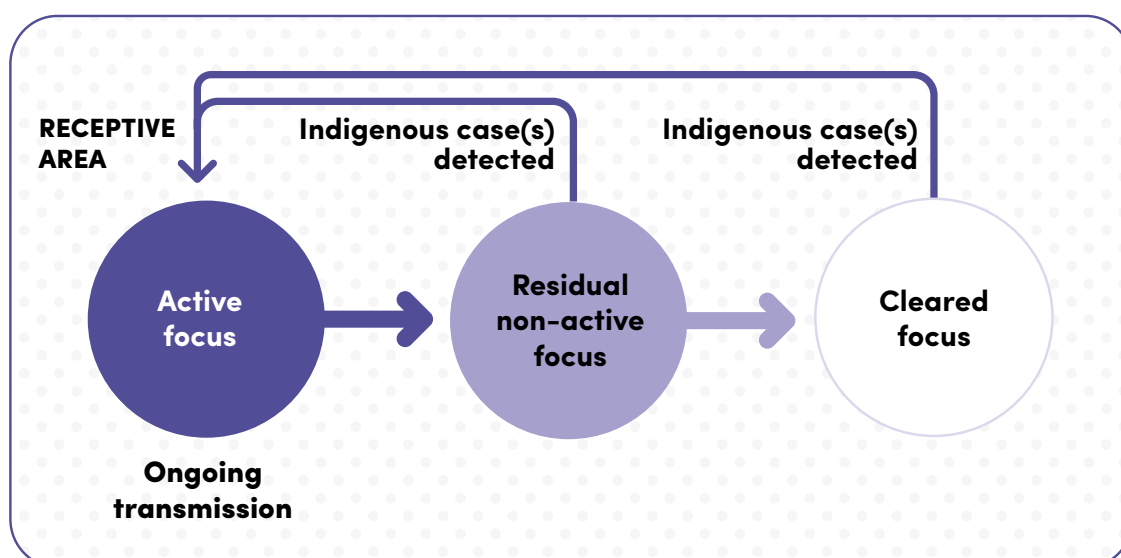 RECEPTIVE
AREA
Indigenous case(s)
detected
Indigenous case(s)
detected
Active
focus
Residual
non-active
focus
Cleared
focus
Ongoing
transmission